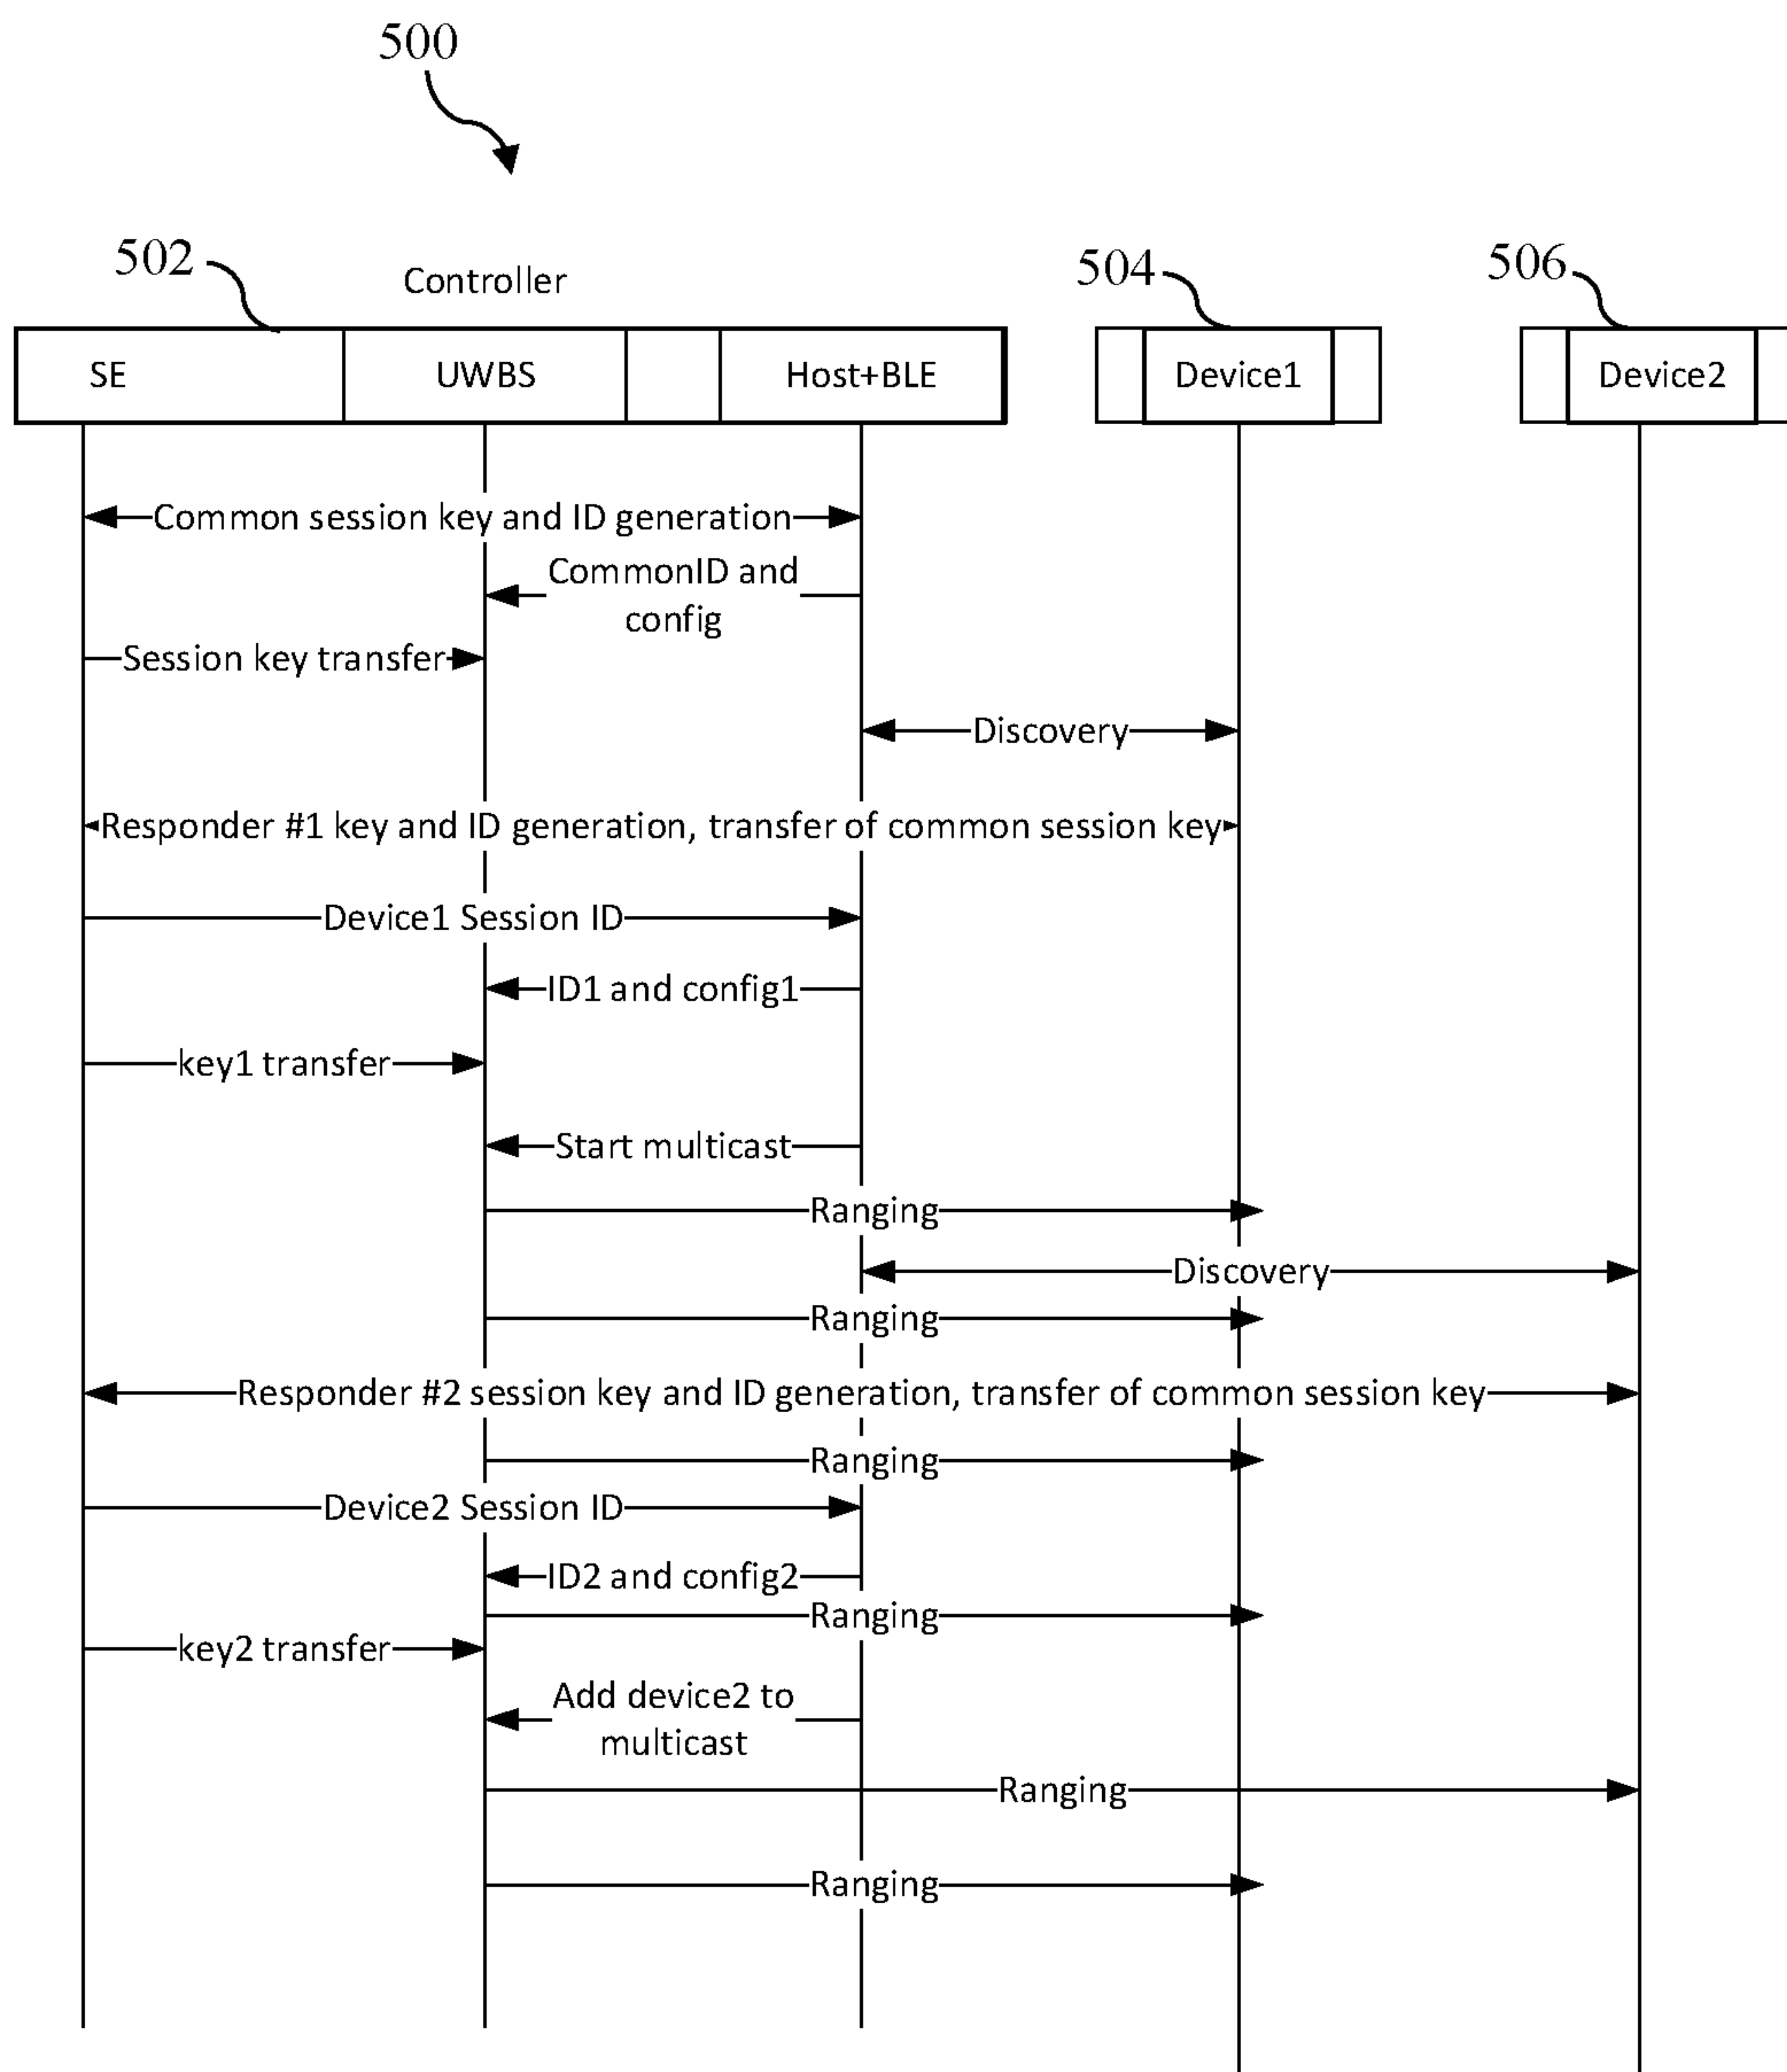 500
502
Controller
504
506
SE
UWBS
Host+BLE
Device1
Device2
Common session key and ID generation
CommonID and
config
Session key transfer
Discovery
Responder #1 key and ID generation, transfer of common session key
Device1 Session ID
ID1 and config1
key1 transfer
Start multicast
Ranging
Discovery
Ranging
Responder #2 session key and ID generation, transfer of common session key
Ranging
Device2 Session ID
ID2 and config2
Ranging
key2 transfer
Add device2 to
multicast
Ranging
Ranging